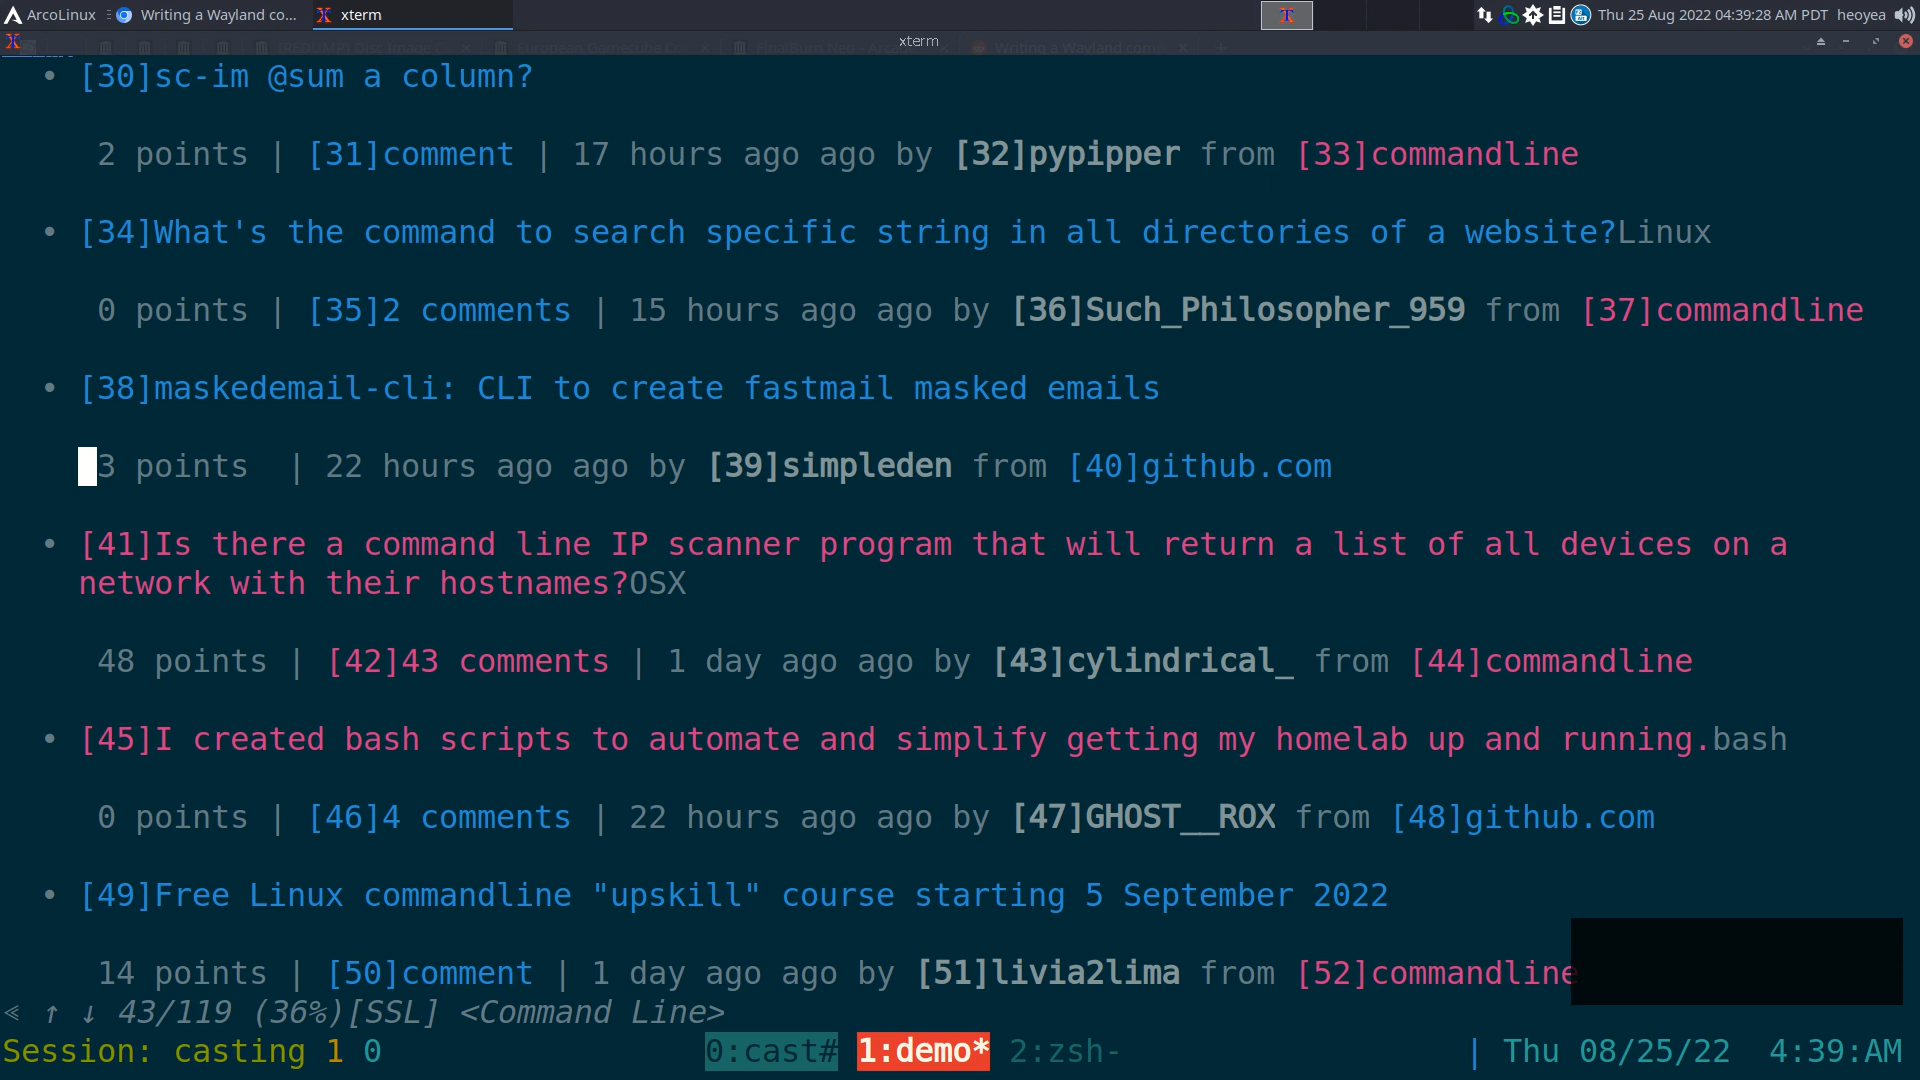 ArcoLinux Writing a Wayland co... xterm Thu 25 Aug 2022 04:39:28 AM PDT heoyea
xterm
• [30]sc-im @sum a column?
2 points | [31]comment | 17 hours ago ago by [32]pypipper from [33]commandline
• [34]What's the command to search specific string in all directories of a website?Linux
0 points | [35]2 comments | 15 hours ago ago by [36]Such_Philosopher_959 from [37]commandline
• [38]maskedemail-cli: CLI to create fastmail masked emails
3 points | 22 hours ago ago by [39]simpleden from [40]github.com
• [41]Is there a command line IP scanner program that will return a list of all devices on a
network with their hostnames?OSX
48 points | [42]43 comments | 1 day ago ago by [43]cylindrical_ from [44]commandline
• [45]I created bash scripts to automate and simplify getting my homelab up and running.bash
0 points | [46]4 comments | 22 hours ago ago by [47]GHOST__ROX from [48]github.com
• [49]Free Linux commandline "upskill" course starting 5 September 2022
14 points | [50]comment | 1 day ago ago by [51]livia2lima from [52]commandline
≪ ↑ ↓ 43/119 (36%)[SSL] <Command Line>
Session: casting 1 0 0:cast# 1:demo* 2:zsh- | Thu 08/25/22 4:39:AM